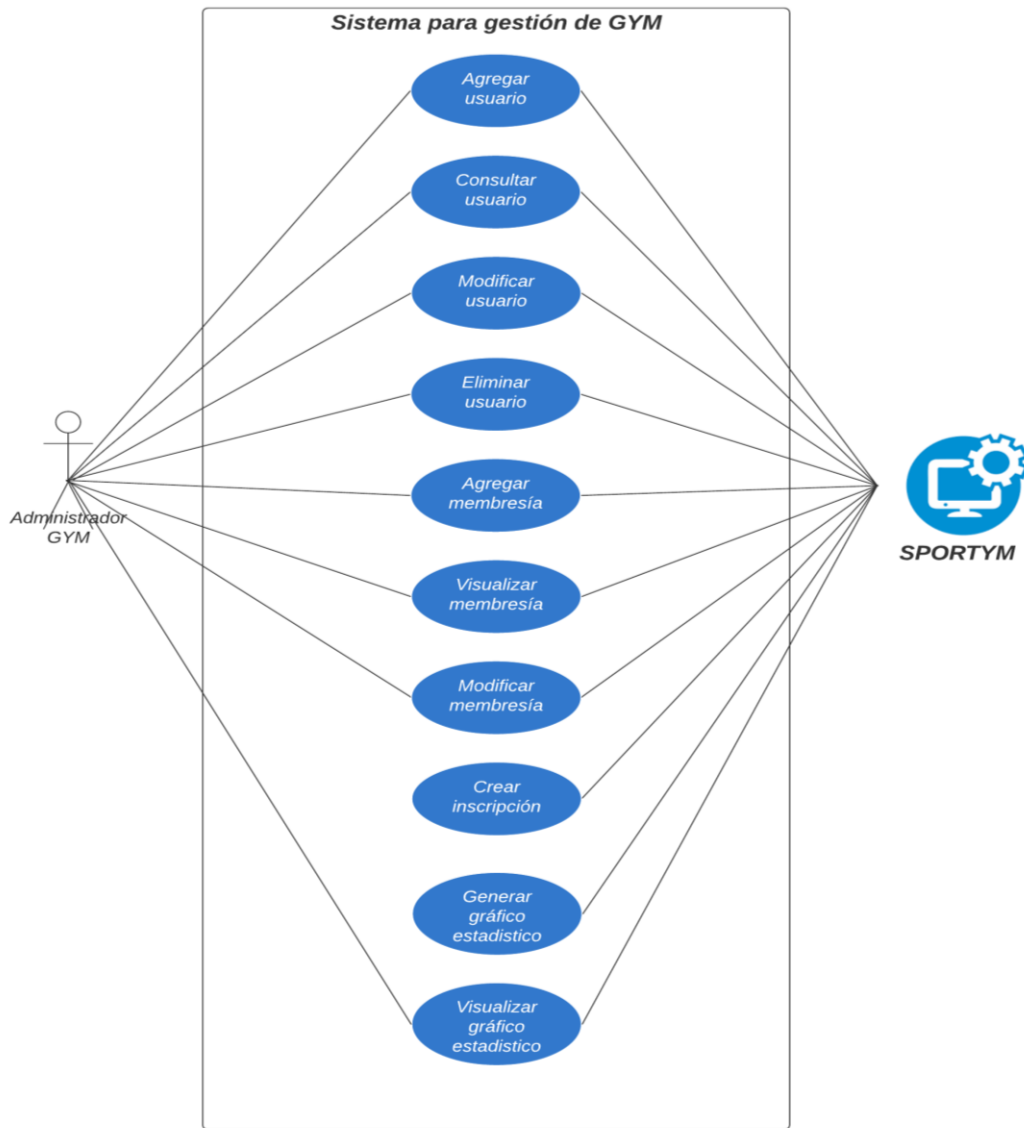 Sistema para gestión de GYM
Agregar
usuario
Consultar
usuario
Modificar
usuario
Eliminar
usuario
Agregar
membresía
Visualizar
membresía
Modificar
membresía
Crear
inscripción
Generar
gráfico
estadistico
Visualizar
gráfico
estadistico
Administrador
GYM
SPORTYM